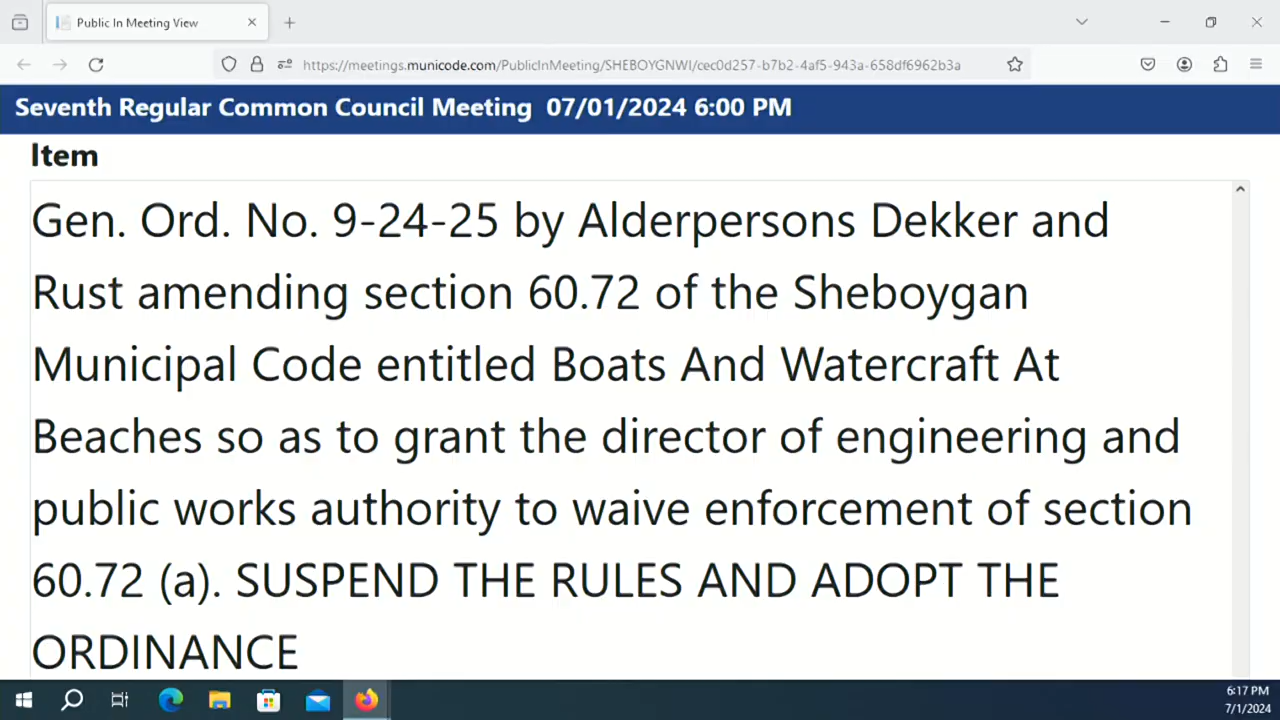 Public In Meeting View
https://meetings.municode.com/PublicInMeeting/SHEBOYGNWI/cec0d257-b7b2-4af5-943a-658df6962b3a
Seventh Regular Common Council Meeting 07/01/2024 6:00 PM
Item
Gen. Ord. No. 9-24-25 by Alderpersons Dekker and
Rust amending section 60.72 of the Sheboygan
Municipal Code entitled Boats And Watercraft At
Beaches so as to grant the director of engineering and
public works authority to waive enforcement of section
60.72 (a). SUSPEND THE RULES AND ADOPT THE
ORDINANCE
6:17 PM
7/1/2024